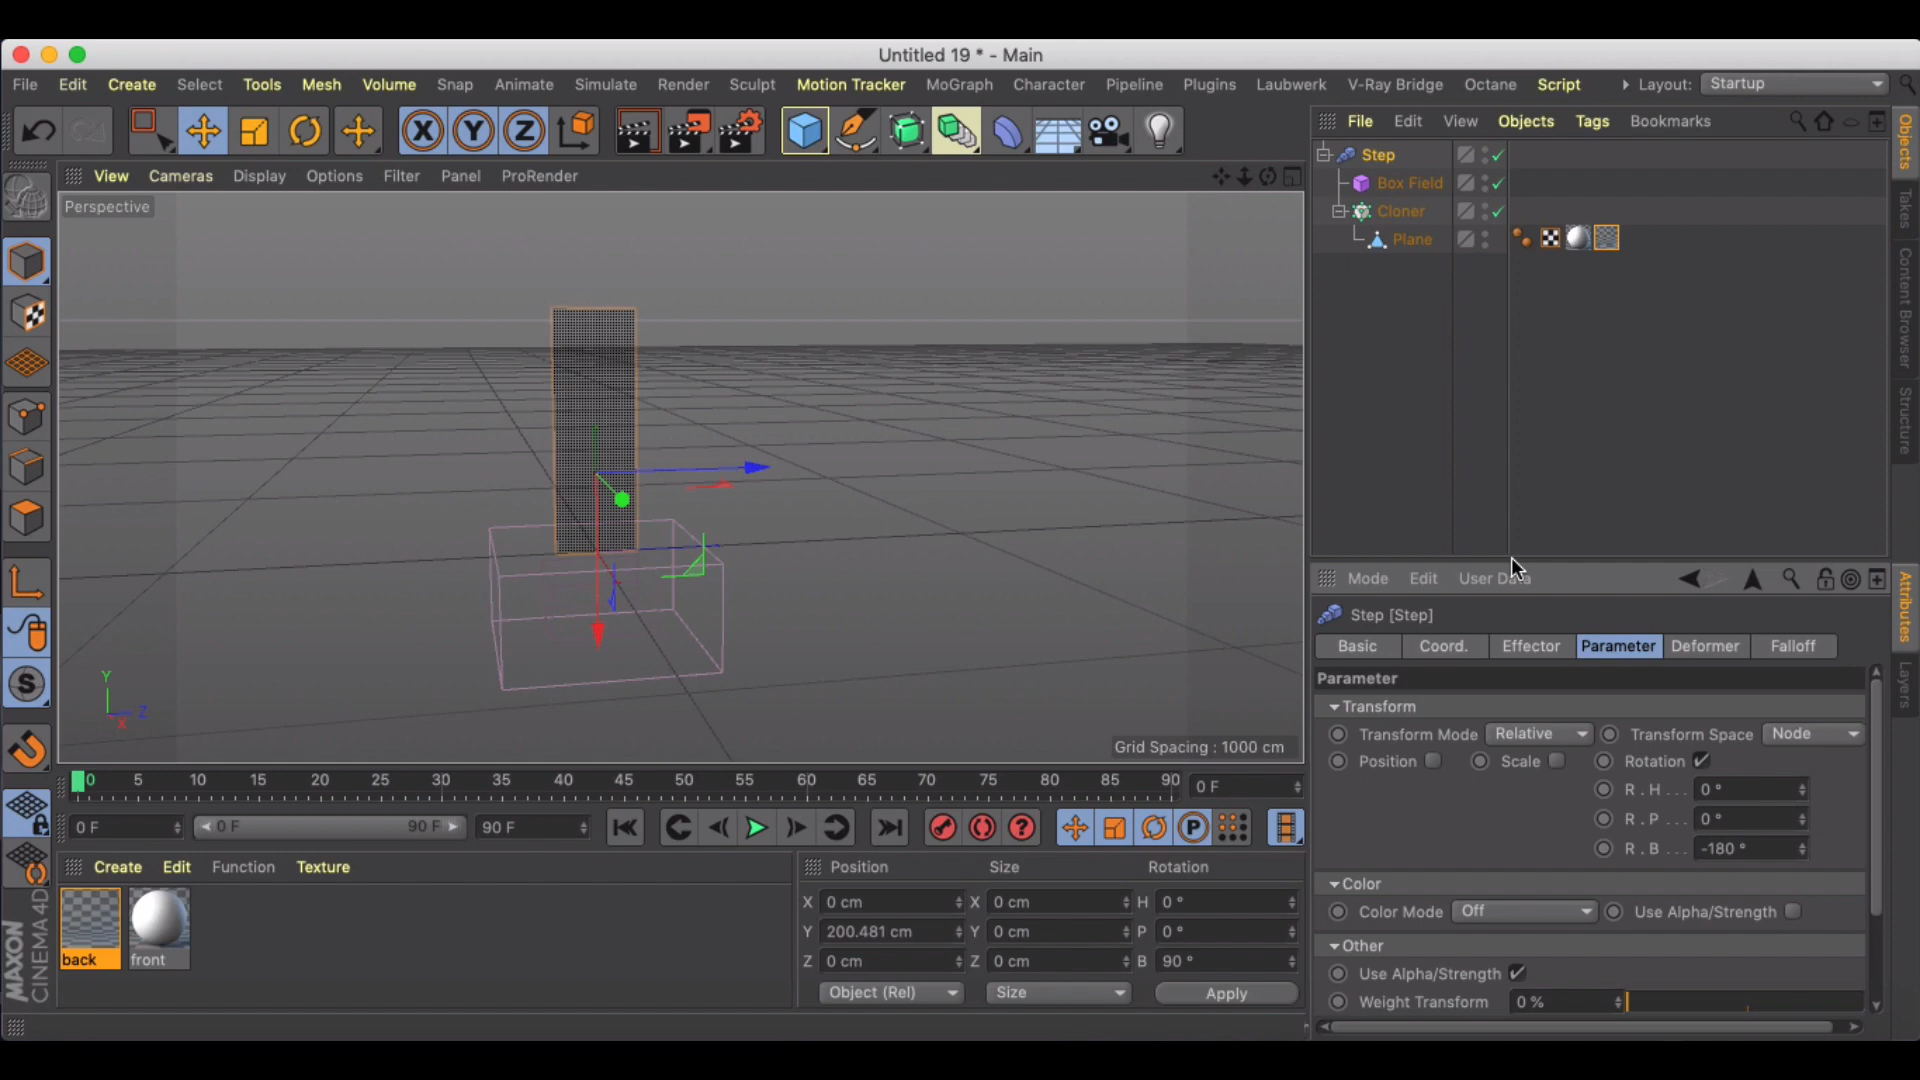 Untitled 19 * - Main
File Edit Create Select Tools Mesh Volume Snap Animate Simulate Render Sculpt Motion Tracker MoGraph Character Pipeline Plugins Laubwerk V-Ray Bridge Octane Script Layout: Startup
X Y Z
File Edit View Objects Tags Bookmarks
View Cameras Display Options Filter Panel ProRender
Perspective
Step
Box Field
Cloner
Plane
Objects
Takes
Content Browser
Structure
Mode Edit User Data
Attributes
Layers
Step [Step]
Basic Coord. Effector Parameter Deformer Falloff
Parameter
Transform
Transform Mode Relative Transform Space Node
Position Scale Rotation
R . H . . . 0 °
R . P . . . 0 °
R . B . . . -180 °
Color
Color Mode Off Use Alpha/Strength
Other
Use Alpha/Strength
Weight Transform 0 %
Y
Z
X
Grid Spacing : 1000 cm
0 5 10 15 20 25 30 35 40 45 50 55 60 65 70 75 80 85 90 0 F
0 F 0 F 90 F 90 F ? P
S
Create Edit Function Texture
back front
Position Size Rotation
X 0 cm X 0 cm H 0 °
Y 200.481 cm Y 0 cm P 0 °
Z 0 cm Z 0 cm B 90 °
Object (Rel) Size Apply
MAXON
CINEMA 4D